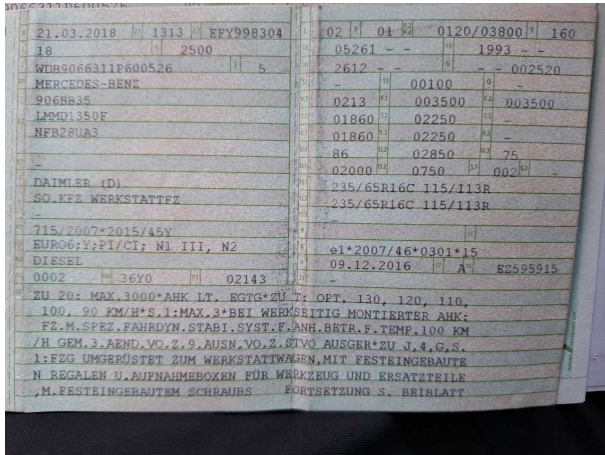 21.03.2018 1313 EFY998304
18 2500
WDB9066311P600526 5
MERCEDES-BENZ
906BB35
LMMD1350F
NFB28UA3
-
DAIMLER (D)
SO.KFZ WERKSTATTFZ
-
715/2007*2015/45Y
EURO6;Y;PI/CI; N1 III, N2
DIESEL
0002 36Y0 02143
02 01 0120/03800 160
05261 - - 1993 - -
2612 - - - - 002520
- 00100 -
0213 003500 003500
01860 02250 -
01860 02250 -
86 02850 75
02000 0750 002 -
235/65R16C 115/113R
235/65R16C 115/113R
-
-
e1*2007/46*0301*15
09.12.2016 A EZ595915
ZU 20: MAX.3000*AHK LT. EGTG*ZU T: OPT. 130, 120, 110,
100, 90 KM/H*S.1:MAX.3*BEI WERKSEITIG MONTIERTER AHK:
FZ.M.SPEZ.FAHRDYN.STABI.SYST.F.ANH.BETR.F.TEMP.100 KM
/H GEM.3.AEND.VO.Z.9.AUSN.VO.Z.STVO AUSGER*ZU J,4,G,S.
1:FZG UMGERÜSTET ZUM WERKSTATTWAGEN,MIT FESTEINGEBAUTE
N REGALEN U.AUFNAHMEBOXEN FÜR WERKZEUG UND ERSATZTEILE
,M.FESTEINGEBAUTEM SCHRAUBS FORTSETZUNG S. BEIBLATT